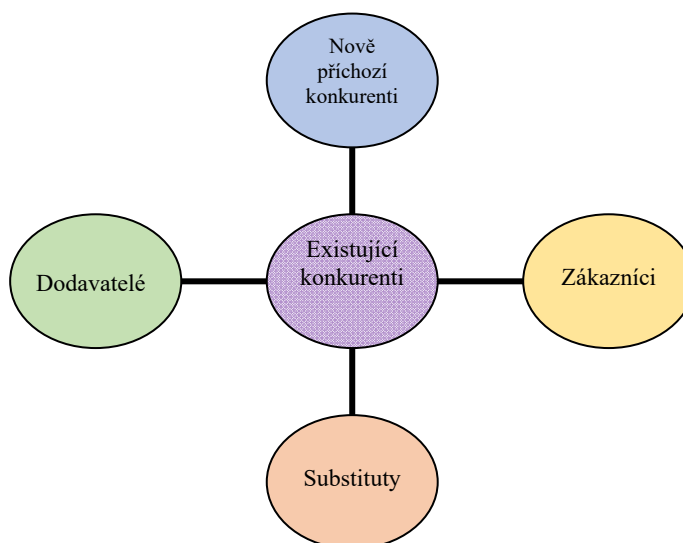 Nově
příchozí
konkurenti
Existující
konkurenti
Dodavatelé
Zákazníci
Substituty